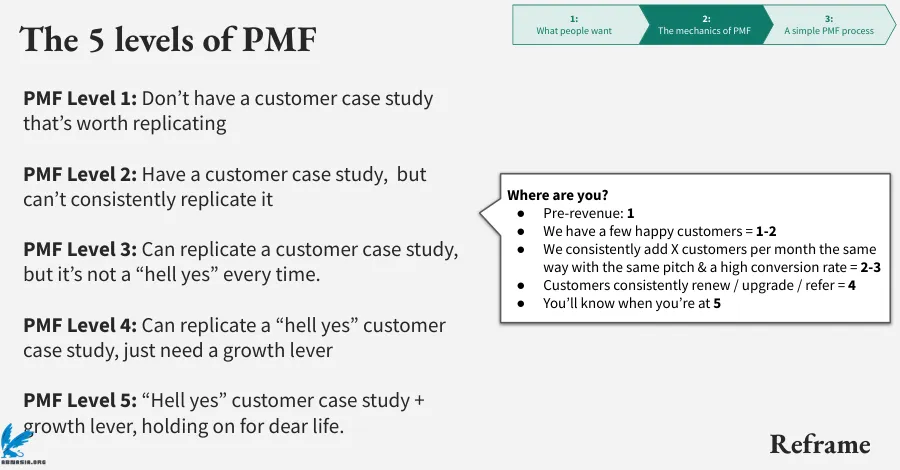 The 5 levels of PMF
1:
What people want
2:
The mechanics of PMF
3:
A simple PMF process
PMF Level 1: Don’t have a customer case study
that’s worth replicating
PMF Level 2: Have a customer case study,  but
can’t consistently replicate it
PMF Level 3: Can replicate a customer case study,
but it’s not a “hell yes” every time.
PMF Level 4: Can replicate a “hell yes” customer
case study, just need a growth lever
PMF Level 5: “Hell yes” customer case study +
growth lever, holding on for dear life.
Where are you?
● Pre-revenue: 1
● We have a few happy customers = 1-2
● We consistently add X customers per month the same
way with the same pitch & a high conversion rate = 2-3
● Customers consistently renew / upgrade / refer = 4
● You’ll know when you’re at 5
Reframe